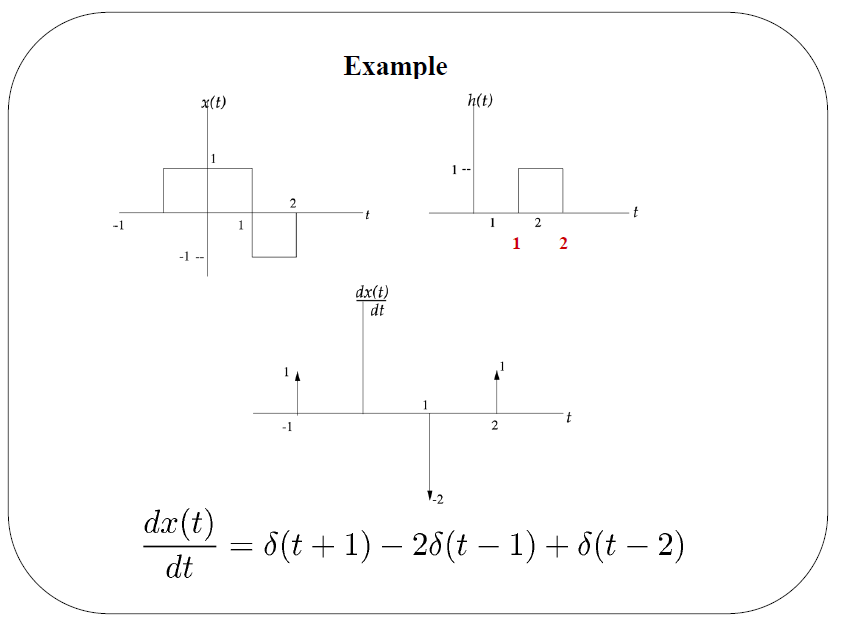 Example
x(t)
1
-1
1
2
t
-1 --
h(t)
1 --
1
2
t
1
2
dx(t)
dt
1
-1
1
2
1
t
-2
dx(t)/dt = δ(t + 1) − 2δ(t − 1) + δ(t − 2)